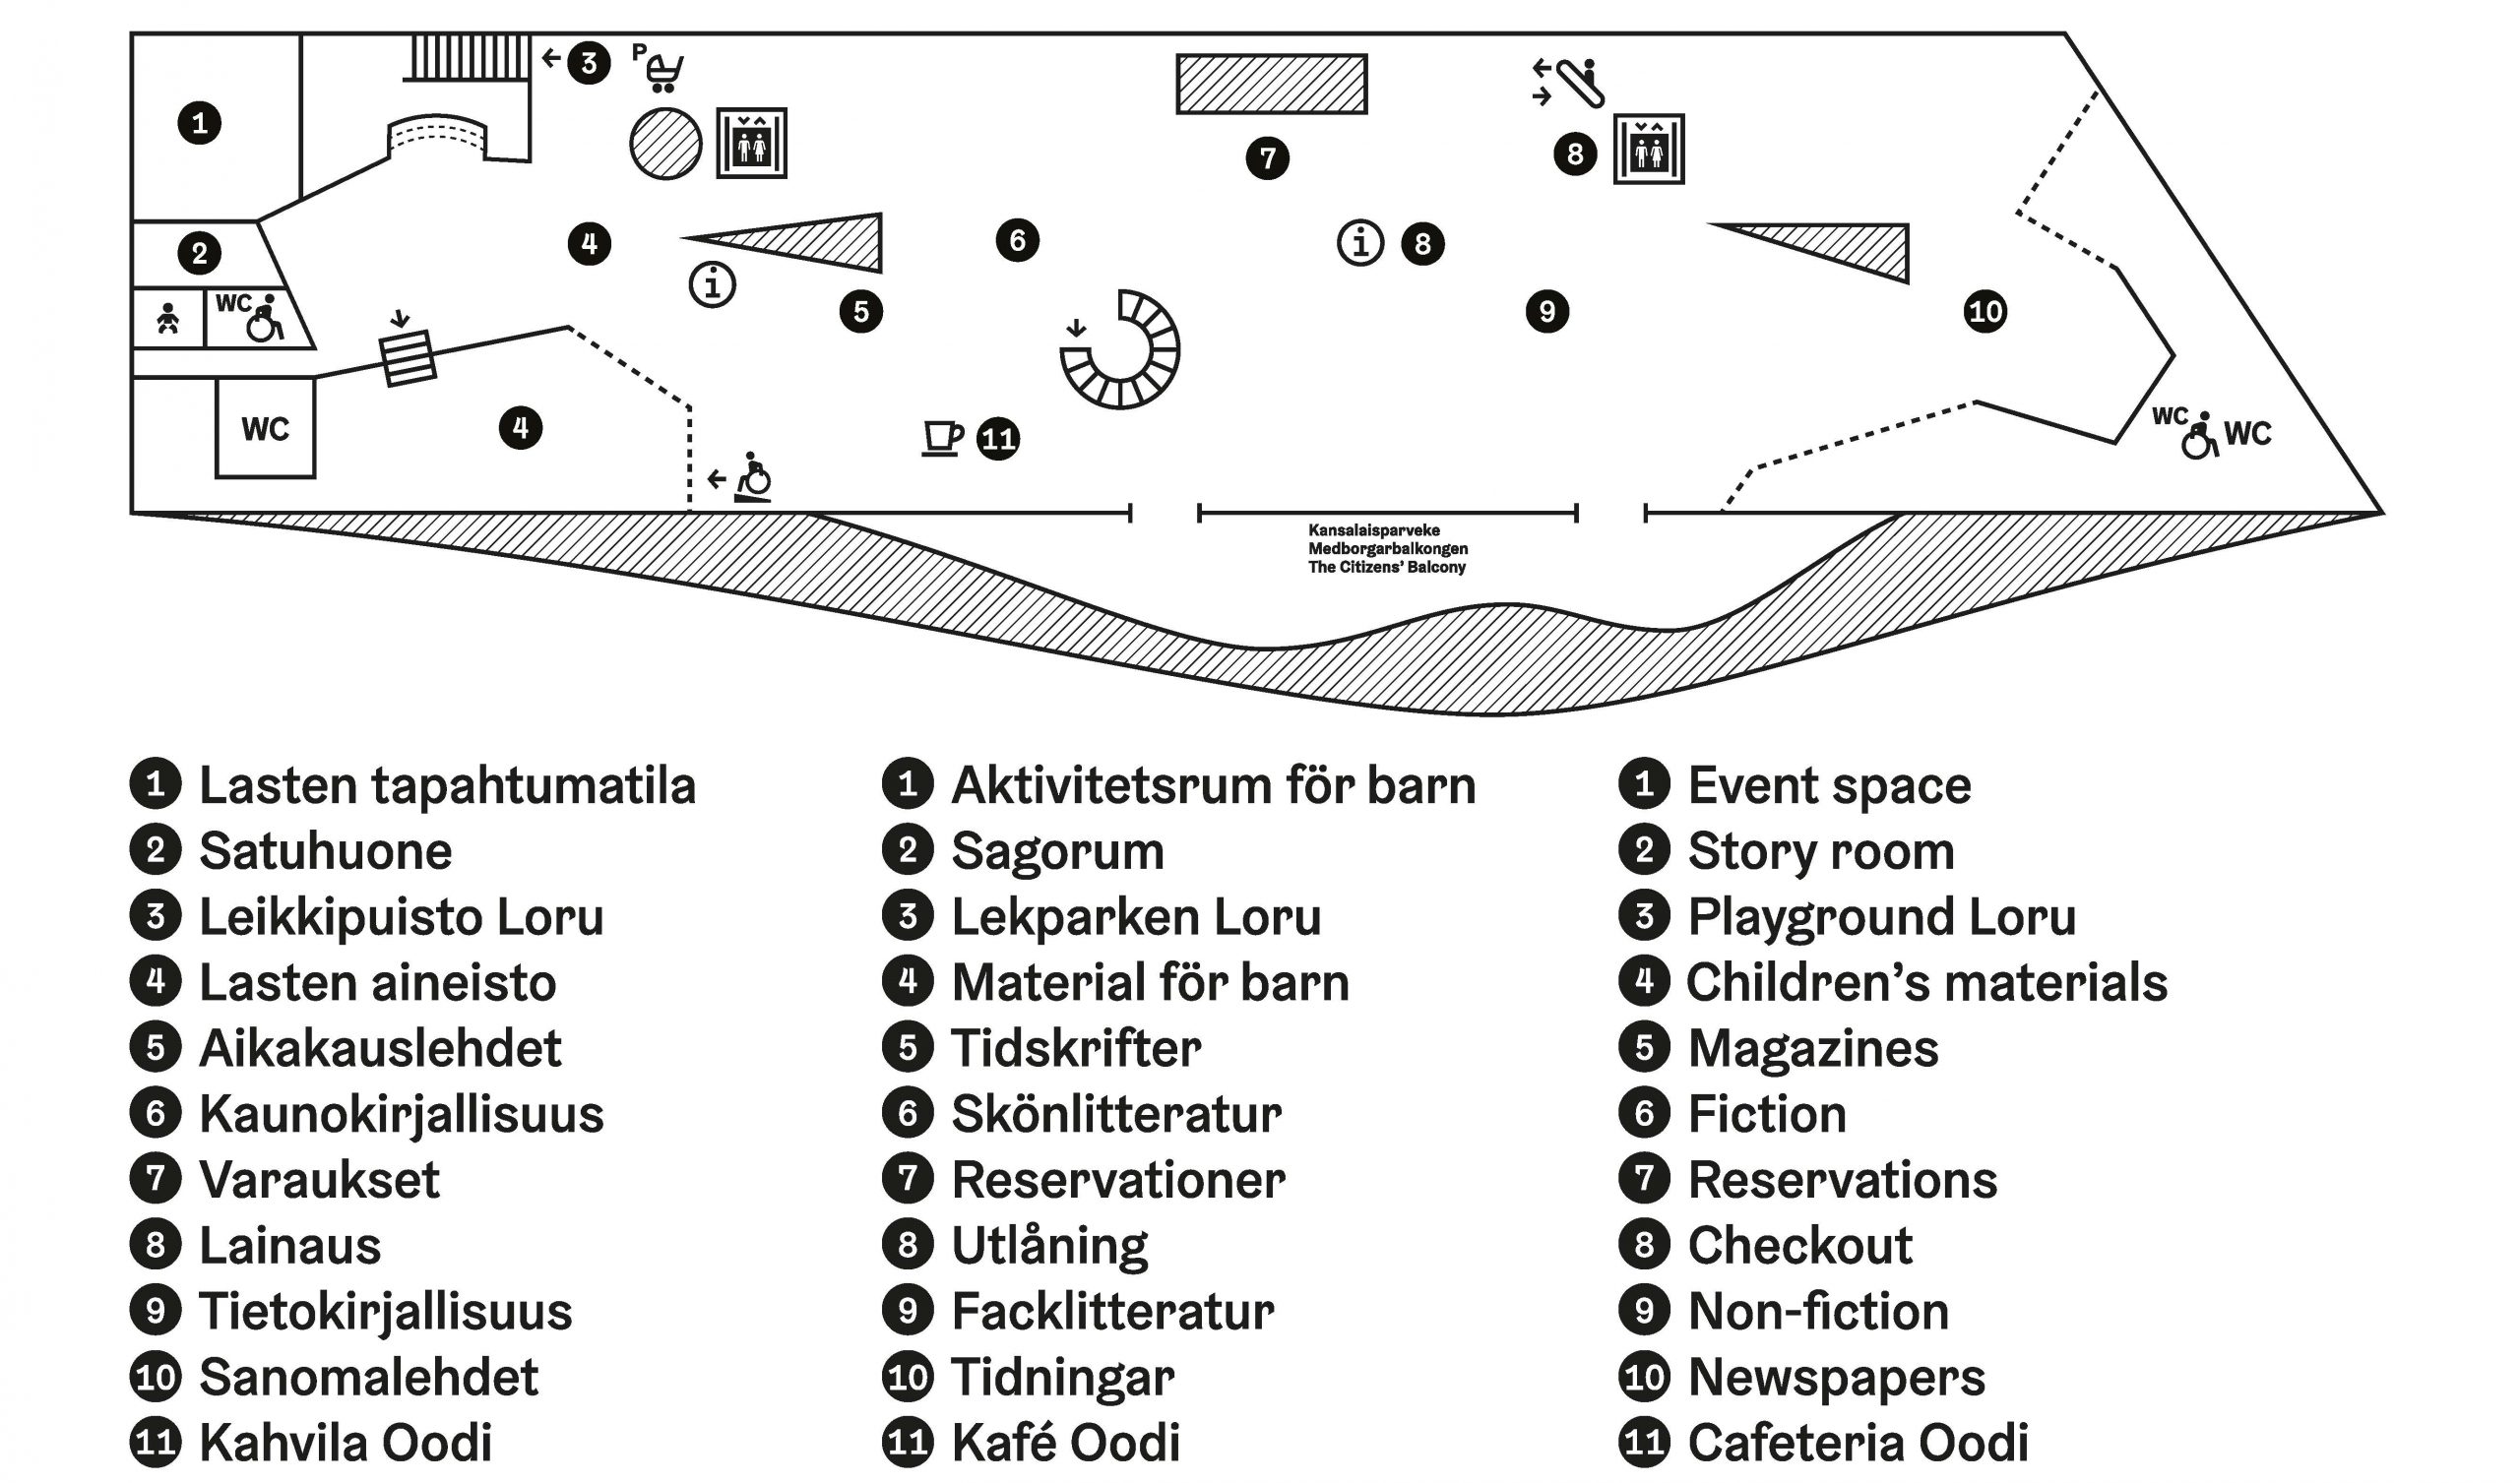 3
P
1
7
8
2
4
6
i 8
WC
i
5
9
10
WC
4
11
WC WC
Kansalaisparveke
Medborgarbalkongen
The Citizens’ Balcony
1 Lasten tapahtumatila
2 Satuhuone
3 Leikkipuisto Loru
4 Lasten aineisto
5 Aikakauslehdet
6 Kaunokirjallisuus
7 Varaukset
8 Lainaus
9 Tietokirjallisuus
10 Sanomalehdet
11 Kahvila Oodi
1 Aktivitetsrum för barn
2 Sagorum
3 Lekparken Loru
4 Material för barn
5 Tidskrifter
6 Skönlitteratur
7 Reservationer
8 Utlåning
9 Facklitteratur
10 Tidningar
11 Kafé Oodi
1 Event space
2 Story room
3 Playground Loru
4 Children’s materials
5 Magazines
6 Fiction
7 Reservations
8 Checkout
9 Non-fiction
10 Newspapers
11 Cafeteria Oodi